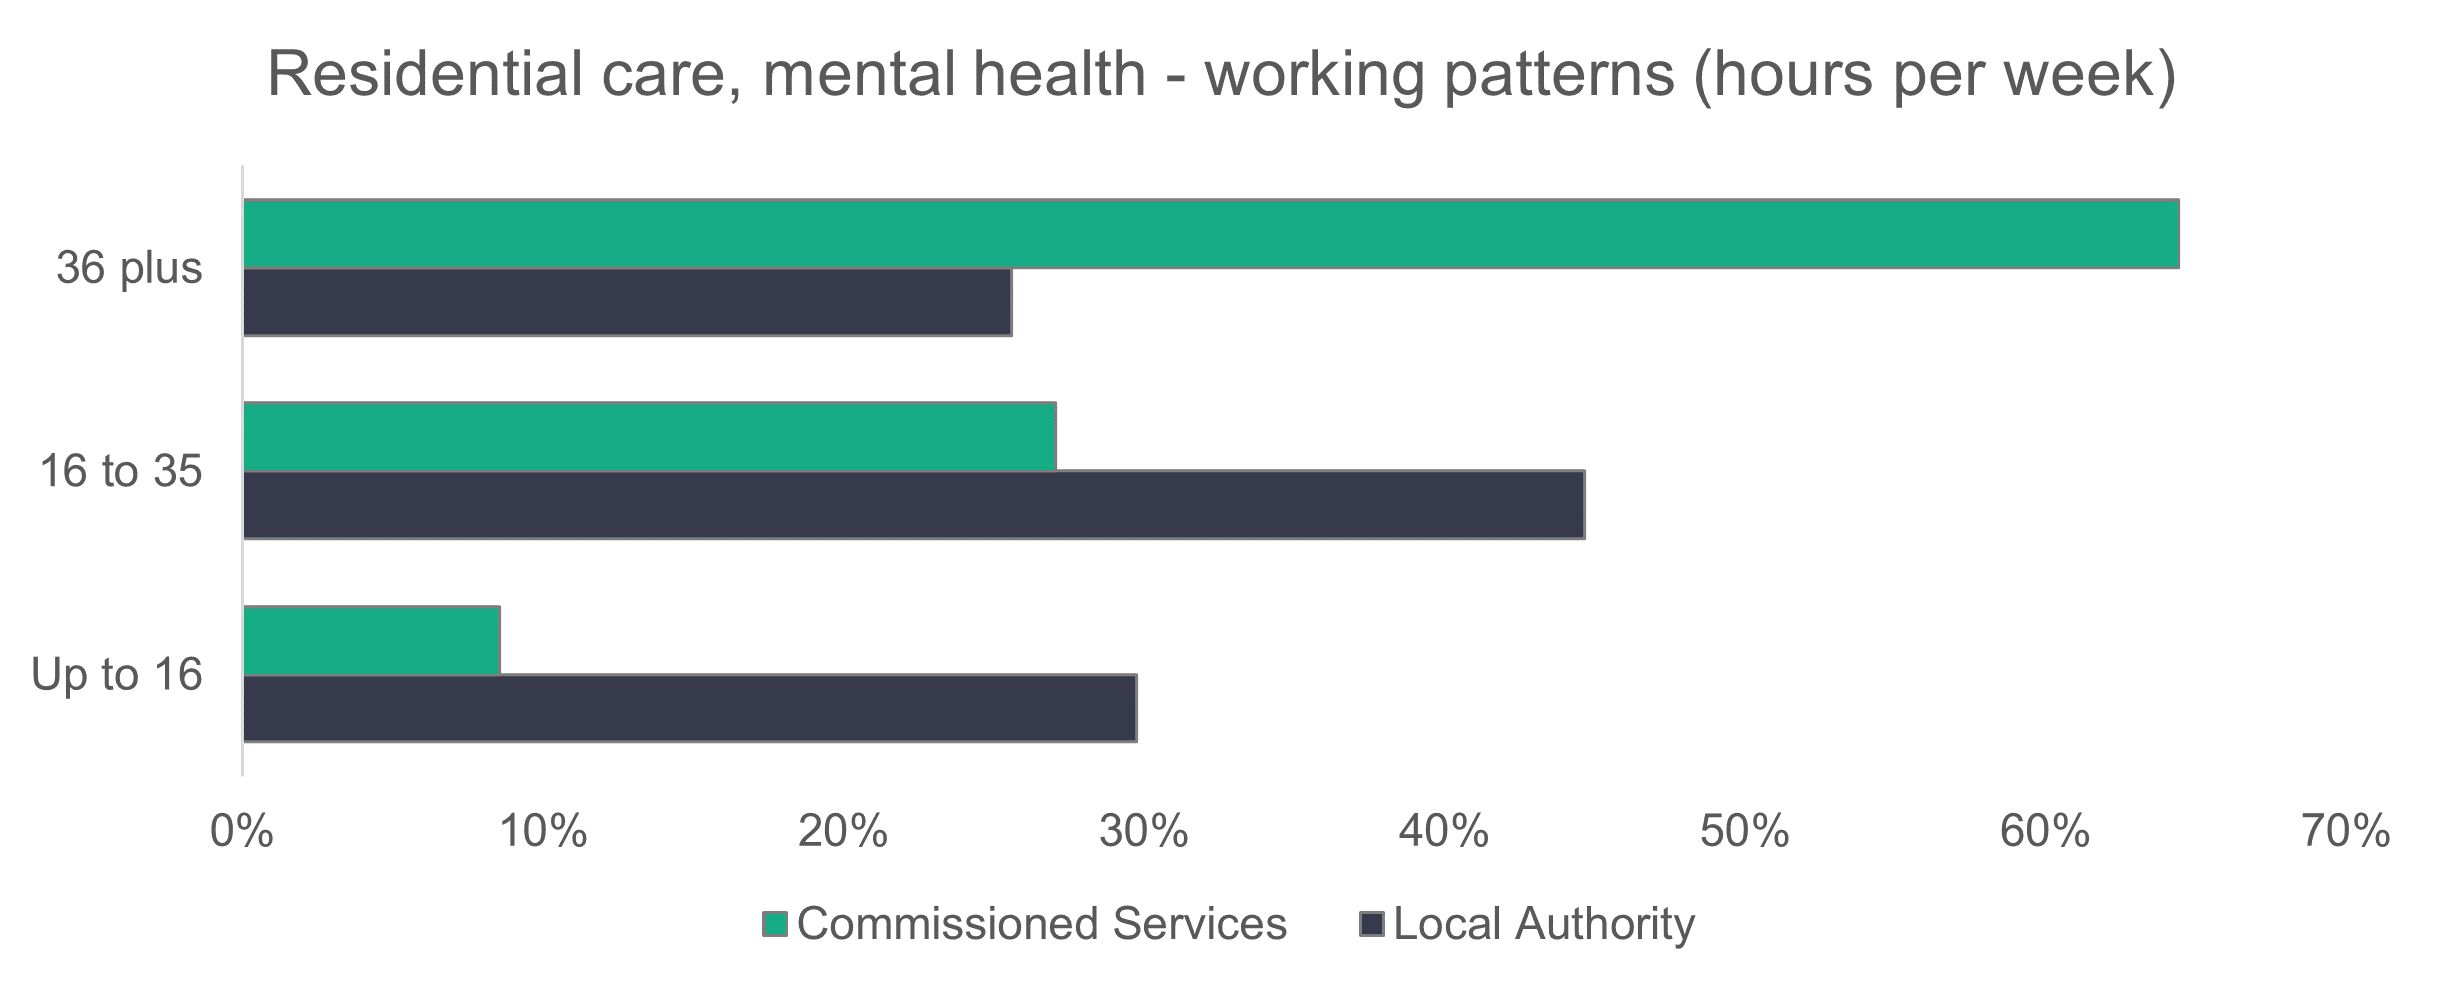 Residential care, mental health - working patterns (hours per week)
36 plus
16 to 35
Up to 16
0% 10% 20% 30% 40% 50% 60% 70%
Commissioned Services Local Authority